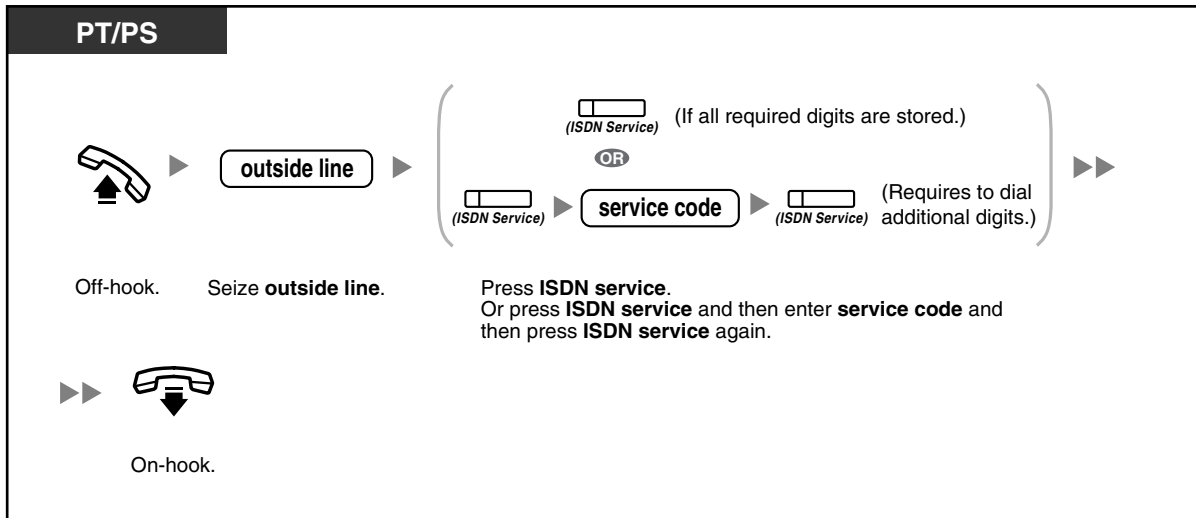 PT/PS
(ISDN Service) (If all required digits are stored.)
OR
outside line
(ISDN Service) service code (ISDN Service) (Requires to dial
additional digits.)
Off-hook. Seize outside line. Press ISDN service.
Or press ISDN service and then enter service code and
then press ISDN service again.
On-hook.